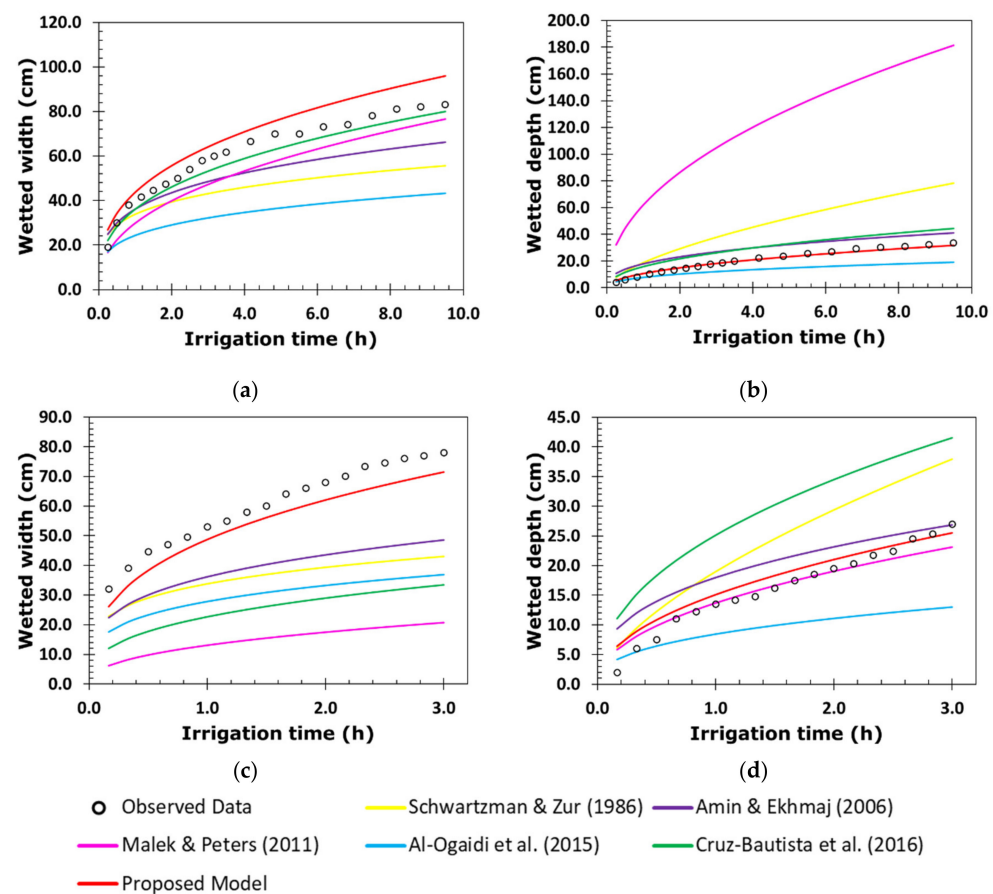 120.0
100.0
80.0
60.0
40.0
20.0
0.0
Wetted width (cm)
0.0 2.0 4.0 6.0 8.0 10.0
Irrigation time (h)
(a)
200.0
180.0
160.0
140.0
120.0
100.0
80.0
60.0
40.0
20.0
0.0
Wetted depth (cm)
0.0 2.0 4.0 6.0 8.0 10.0
Irrigation time (h)
(b)
90.0
80.0
70.0
60.0
50.0
40.0
30.0
20.0
10.0
0.0
Wetted width (cm)
0.0 1.0 2.0 3.0
Irrigation time (h)
(c)
45.0
40.0
35.0
30.0
25.0
20.0
15.0
10.0
5.0
0.0
Wetted depth (cm)
0.0 1.0 2.0 3.0
Irrigation time (h)
(d)
Observed Data
Schwartzman & Zur (1986)
Amin & Ekhmaj (2006)
Malek & Peters (2011)
Al-Ogaidi et al. (2015)
Cruz-Bautista et al. (2016)
Proposed Model